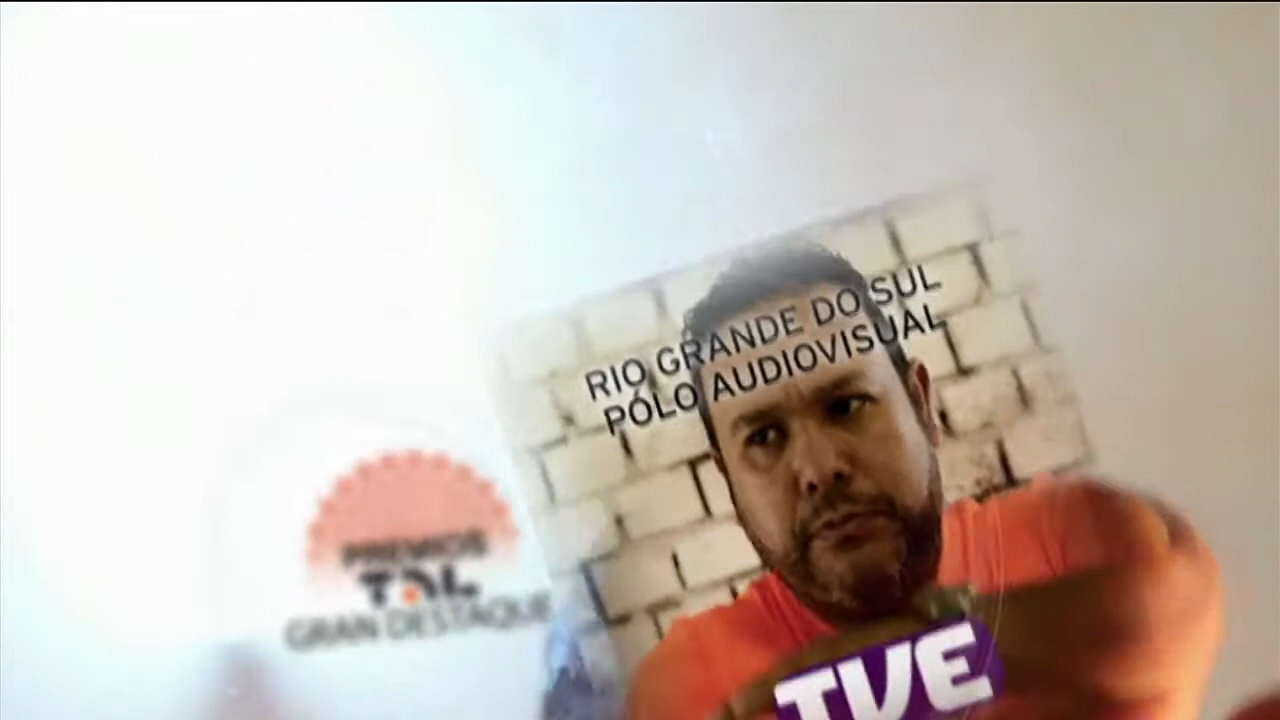 RIO GRANDE DO SUL
PÓLO AUDIOVISUAL
PREMIOS
TAL
GRAN DESTAQUE
TVE